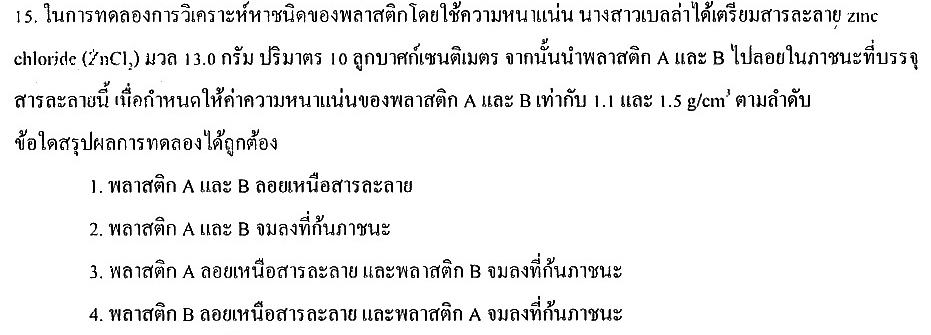 15. ในการทดลองการวิเคราะห์หาชนิดของพลาสติกโดยใช้ความหนาแน่น นางสาวเบลล่าได้เตรียมสารละลาย zinc
chloride (ZnCl₂) มวล 13.0 กรัม ปริมาตร 10 ลูกบาศก์เซนติเมตร จากนั้นนำพลาสติก A และ B ไปลอยในภาชนะที่บรรจุ
สารละลายนี้ เมื่อกำหนดให้ค่าความหนาแน่นของพลาสติก A และ B เท่ากับ 1.1 และ 1.5 g/cm³ ตามลำดับ
ข้อใดสรุปผลการทดลองได้ถูกต้อง
1. พลาสติก A และ B ลอยเหนือสารละลาย
2. พลาสติก A และ B จมลงที่ก้นภาชนะ
3. พลาสติก A ลอยเหนือสารละลาย และพลาสติก B จมลงที่ก้นภาชนะ
4. พลาสติก B ลอยเหนือสารละลาย และพลาสติก A จมลงที่ก้นภาชนะ